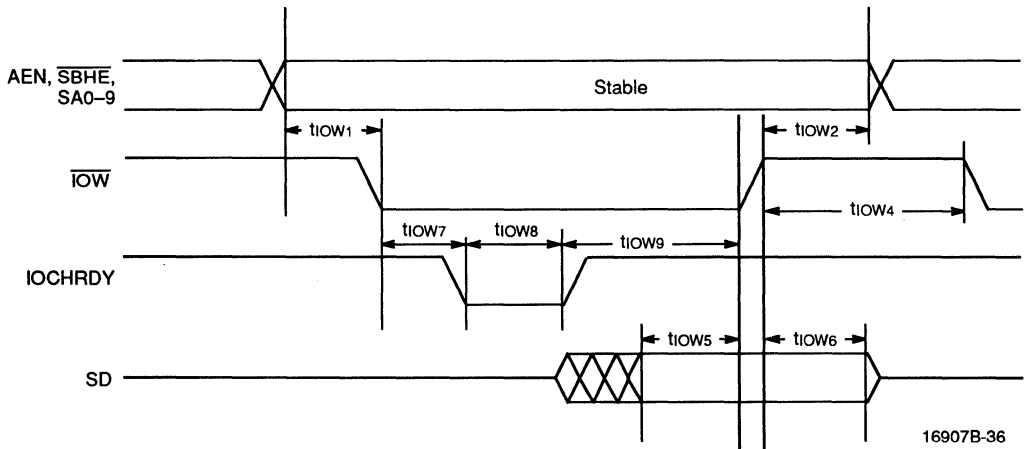 AEN, SBHE,
SA0–9
Stable
tIOW1
tIOW2
IOW
tIOW4
tIOW7
tIOW8
tIOW9
IOCHRDY
tIOW5
tIOW6
SD
16907B-36